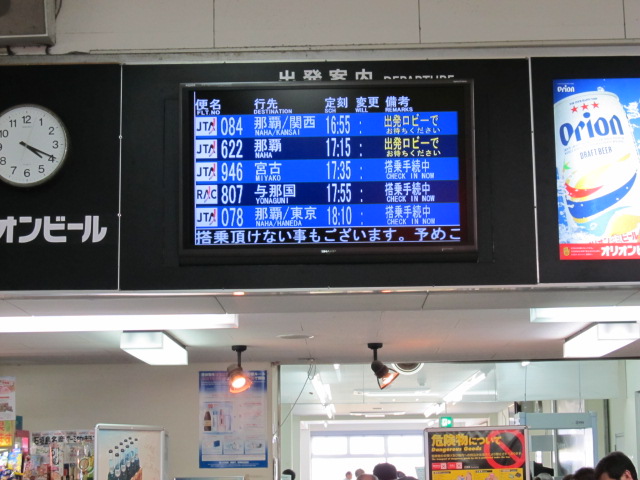 出発案内 DEPARTURE
便名 行先 定刻 変更 備考
FLT.NO DESTINATION SCH WILL REMARKS
JTA 084 那覇/関西 16:55 : 出発ロビーで
NAHA/KANSAI お待ちください
JTA 622 那覇 17:15 : 出発ロビーで
NAHA お待ちください
JTA 946 宮古 17:35 : 搭乗手続中
MIYAKO CHECK IN NOW
RAC 807 与那国 17:55 : 搭乗手続中
YONAGUNI CHECK IN NOW
JTA 078 那覇/東京 18:10 : 搭乗手続中
NAHA/HANEDA CHECK IN NOW
搭乗頂けない事もございます。予めご
オンビール
Orion
Orion
DRAFT BEER
オリオンビ
危険物について
Dangerous Goods